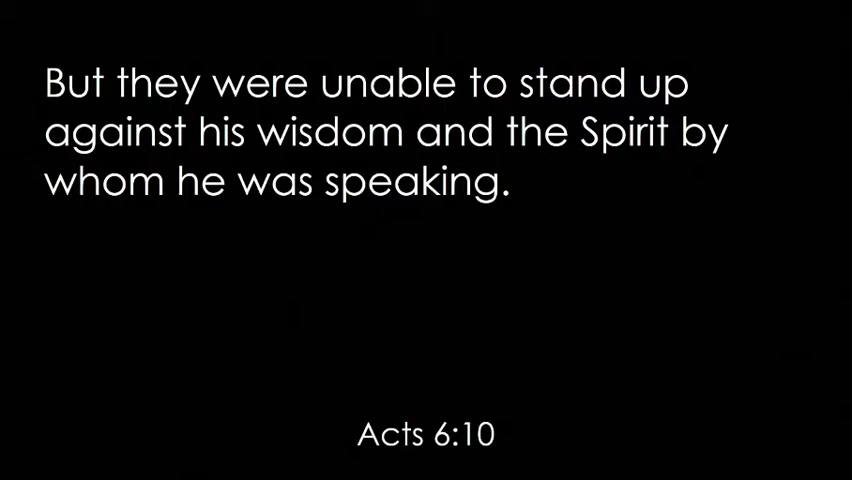 But they were unable to stand up
against his wisdom and the Spirit by
whom he was speaking.
Acts 6:10